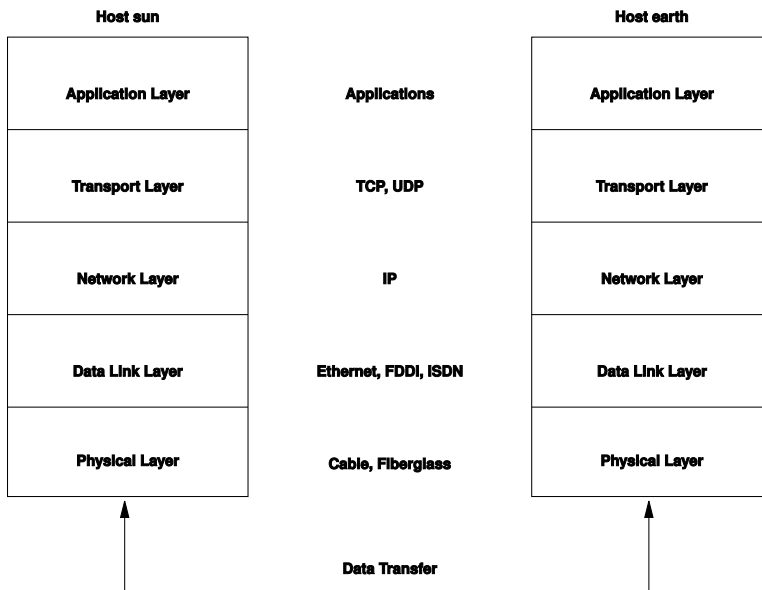 Host sun
Host earth
Application Layer
Applications
Application Layer
Transport Layer
TCP, UDP
Transport Layer
Network Layer
IP
Network Layer
Data Link Layer
Ethernet, FDDI, ISDN
Data Link Layer
Physical Layer
Cable, Fiberglass
Physical Layer
Data Transfer